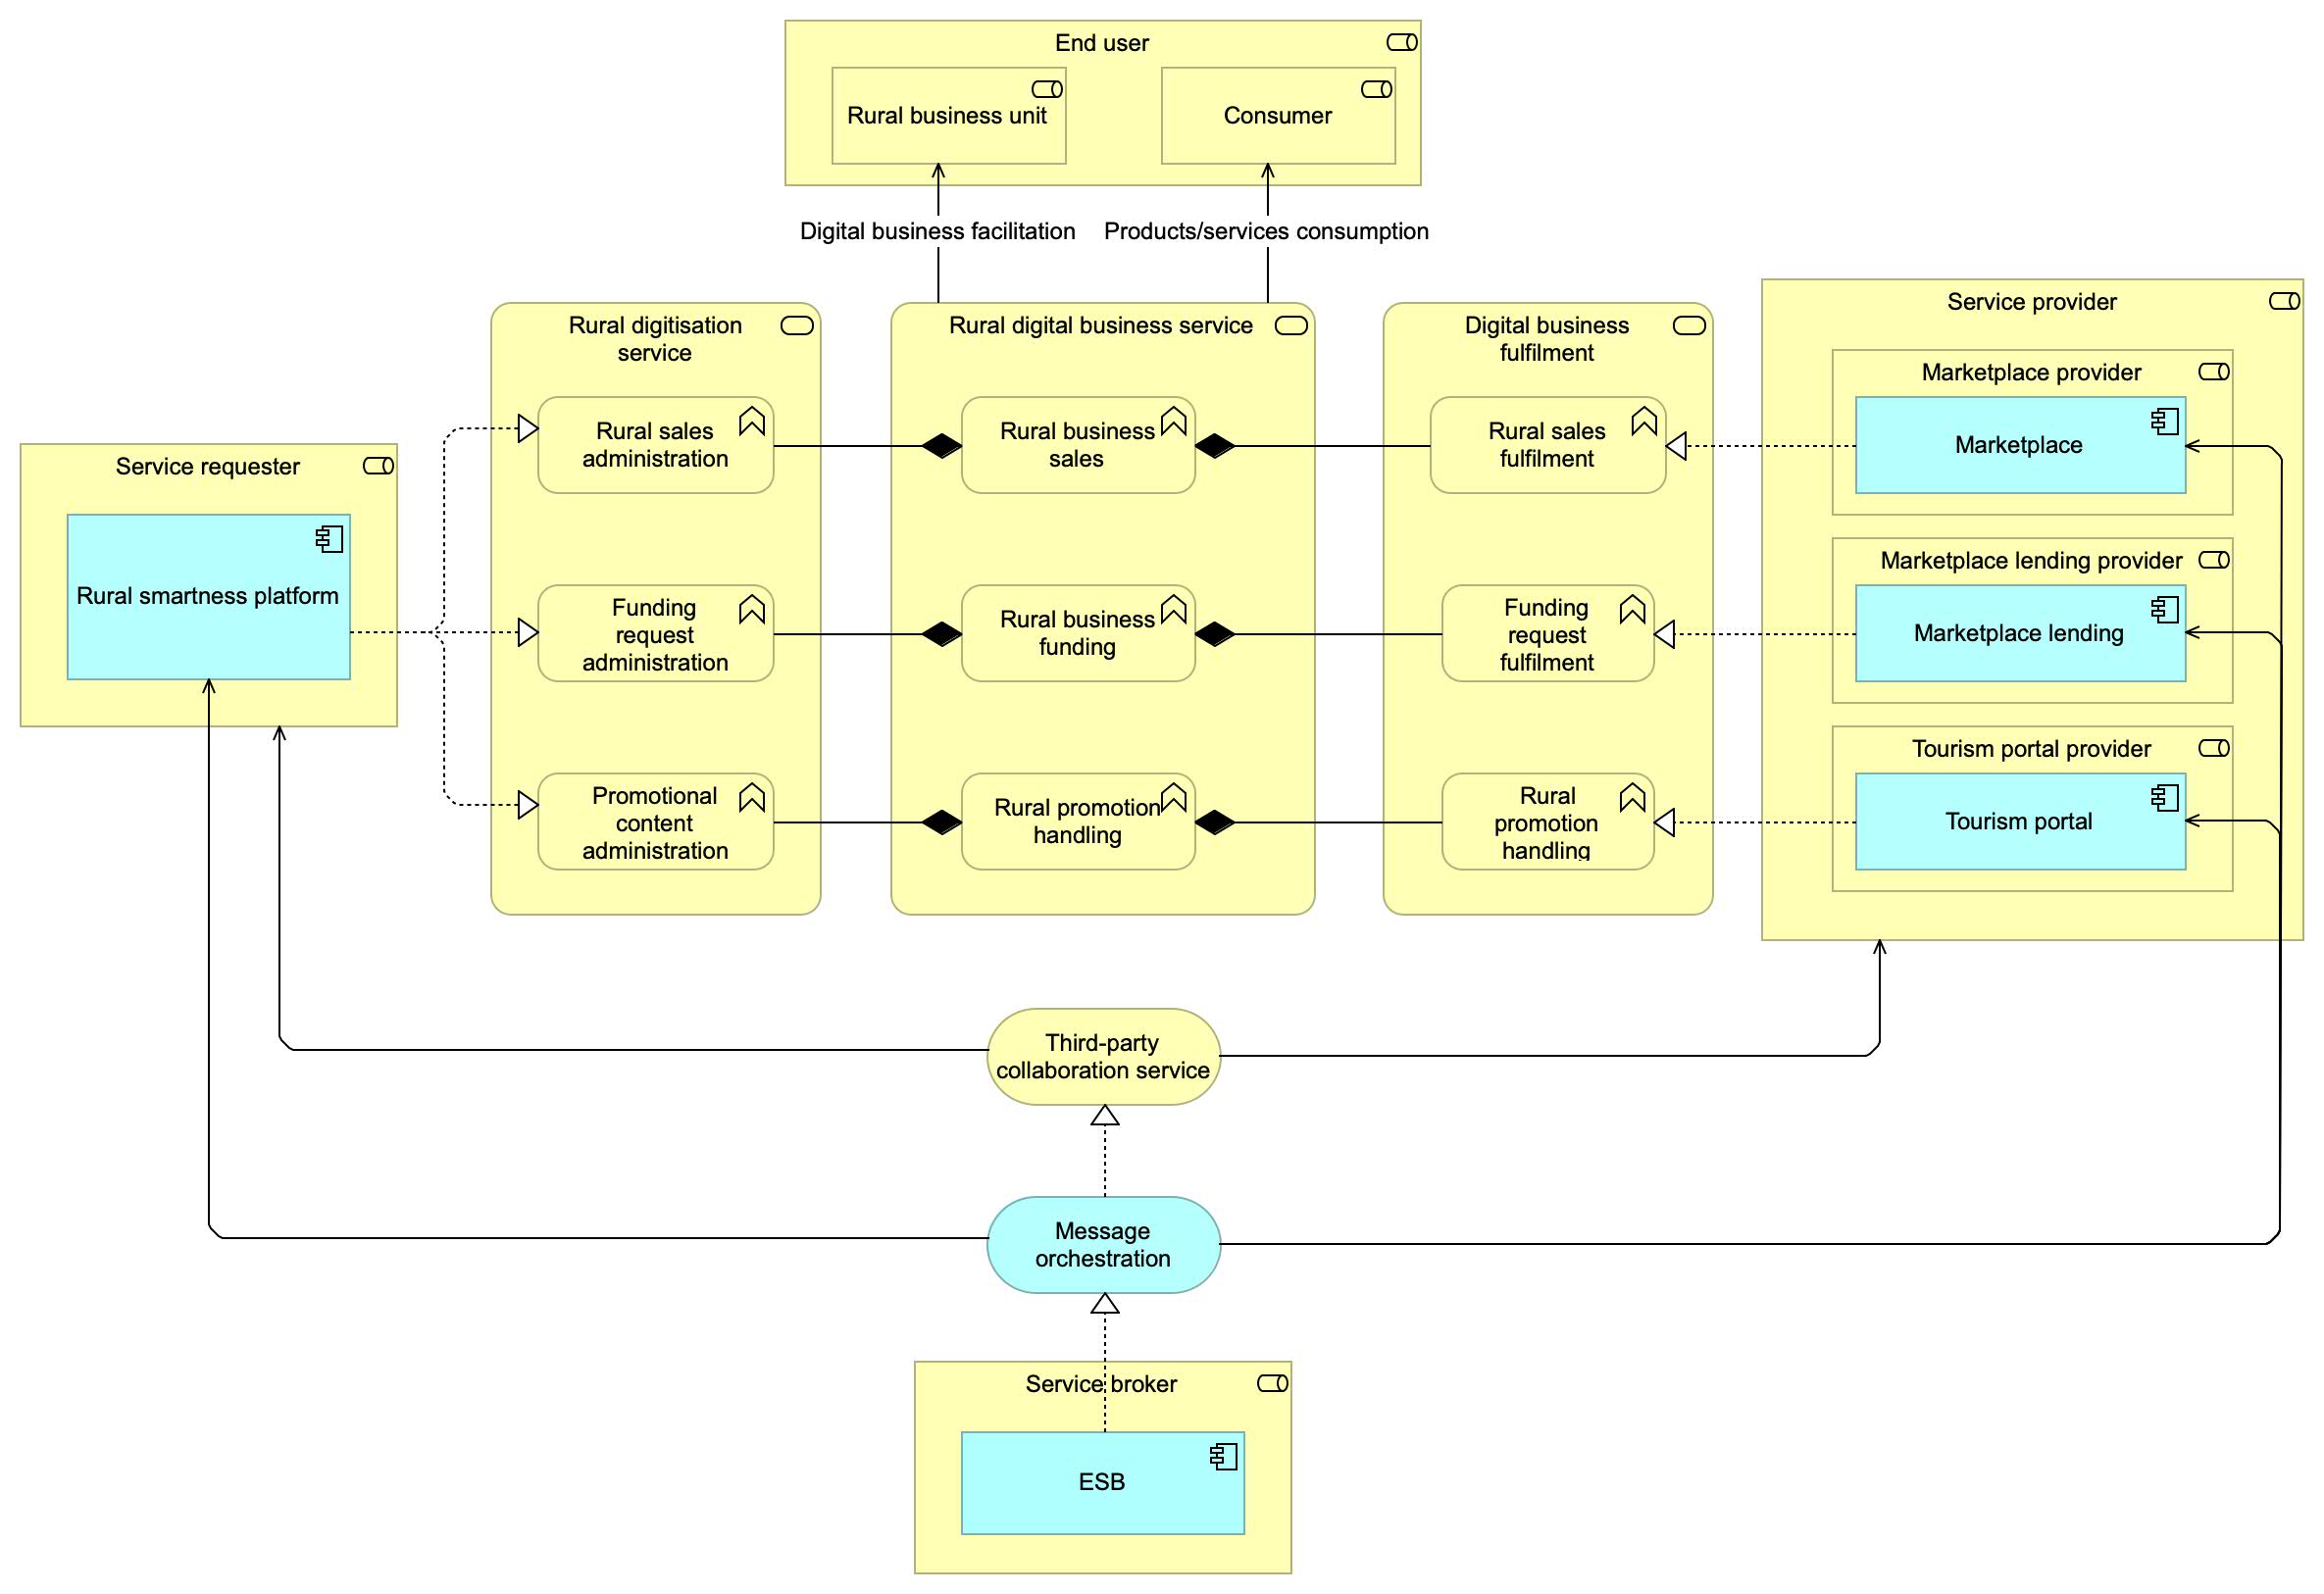 End user
Rural business unit
Consumer
Digital business facilitation
Products/services consumption
Rural digitisation
service
Rural sales
administration
Funding
request
administration
Promotional
content
administration
Rural digital business service
Rural business
sales
Rural business
funding
Rural promotion
handling
Digital business
fulfilment
Rural sales
fulfilment
Funding
request
fulfilment
Rural
promotion
handling
Service provider
Marketplace provider
Marketplace
Marketplace lending provider
Marketplace lending
Tourism portal provider
Tourism portal
Service requester
Rural smartness platform
Third-party
collaboration service
Message
orchestration
Service broker
ESB